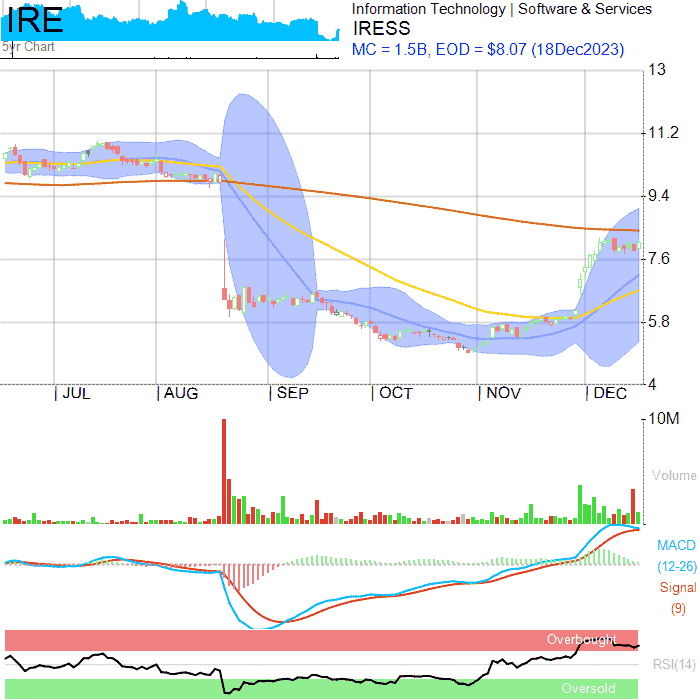 IRE
5yr Chart
Information Technology | Software & Services
IRESS
MC = 1.5B, EOD = $8.07 (18Dec2023)
13
11.2
9.4
7.6
5.8
4
JUL
AUG
SEP
OCT
NOV
DEC
10M
Volume
MACD
(12-26)
Signal
(9)
Overbought
RSI(14)
Oversold